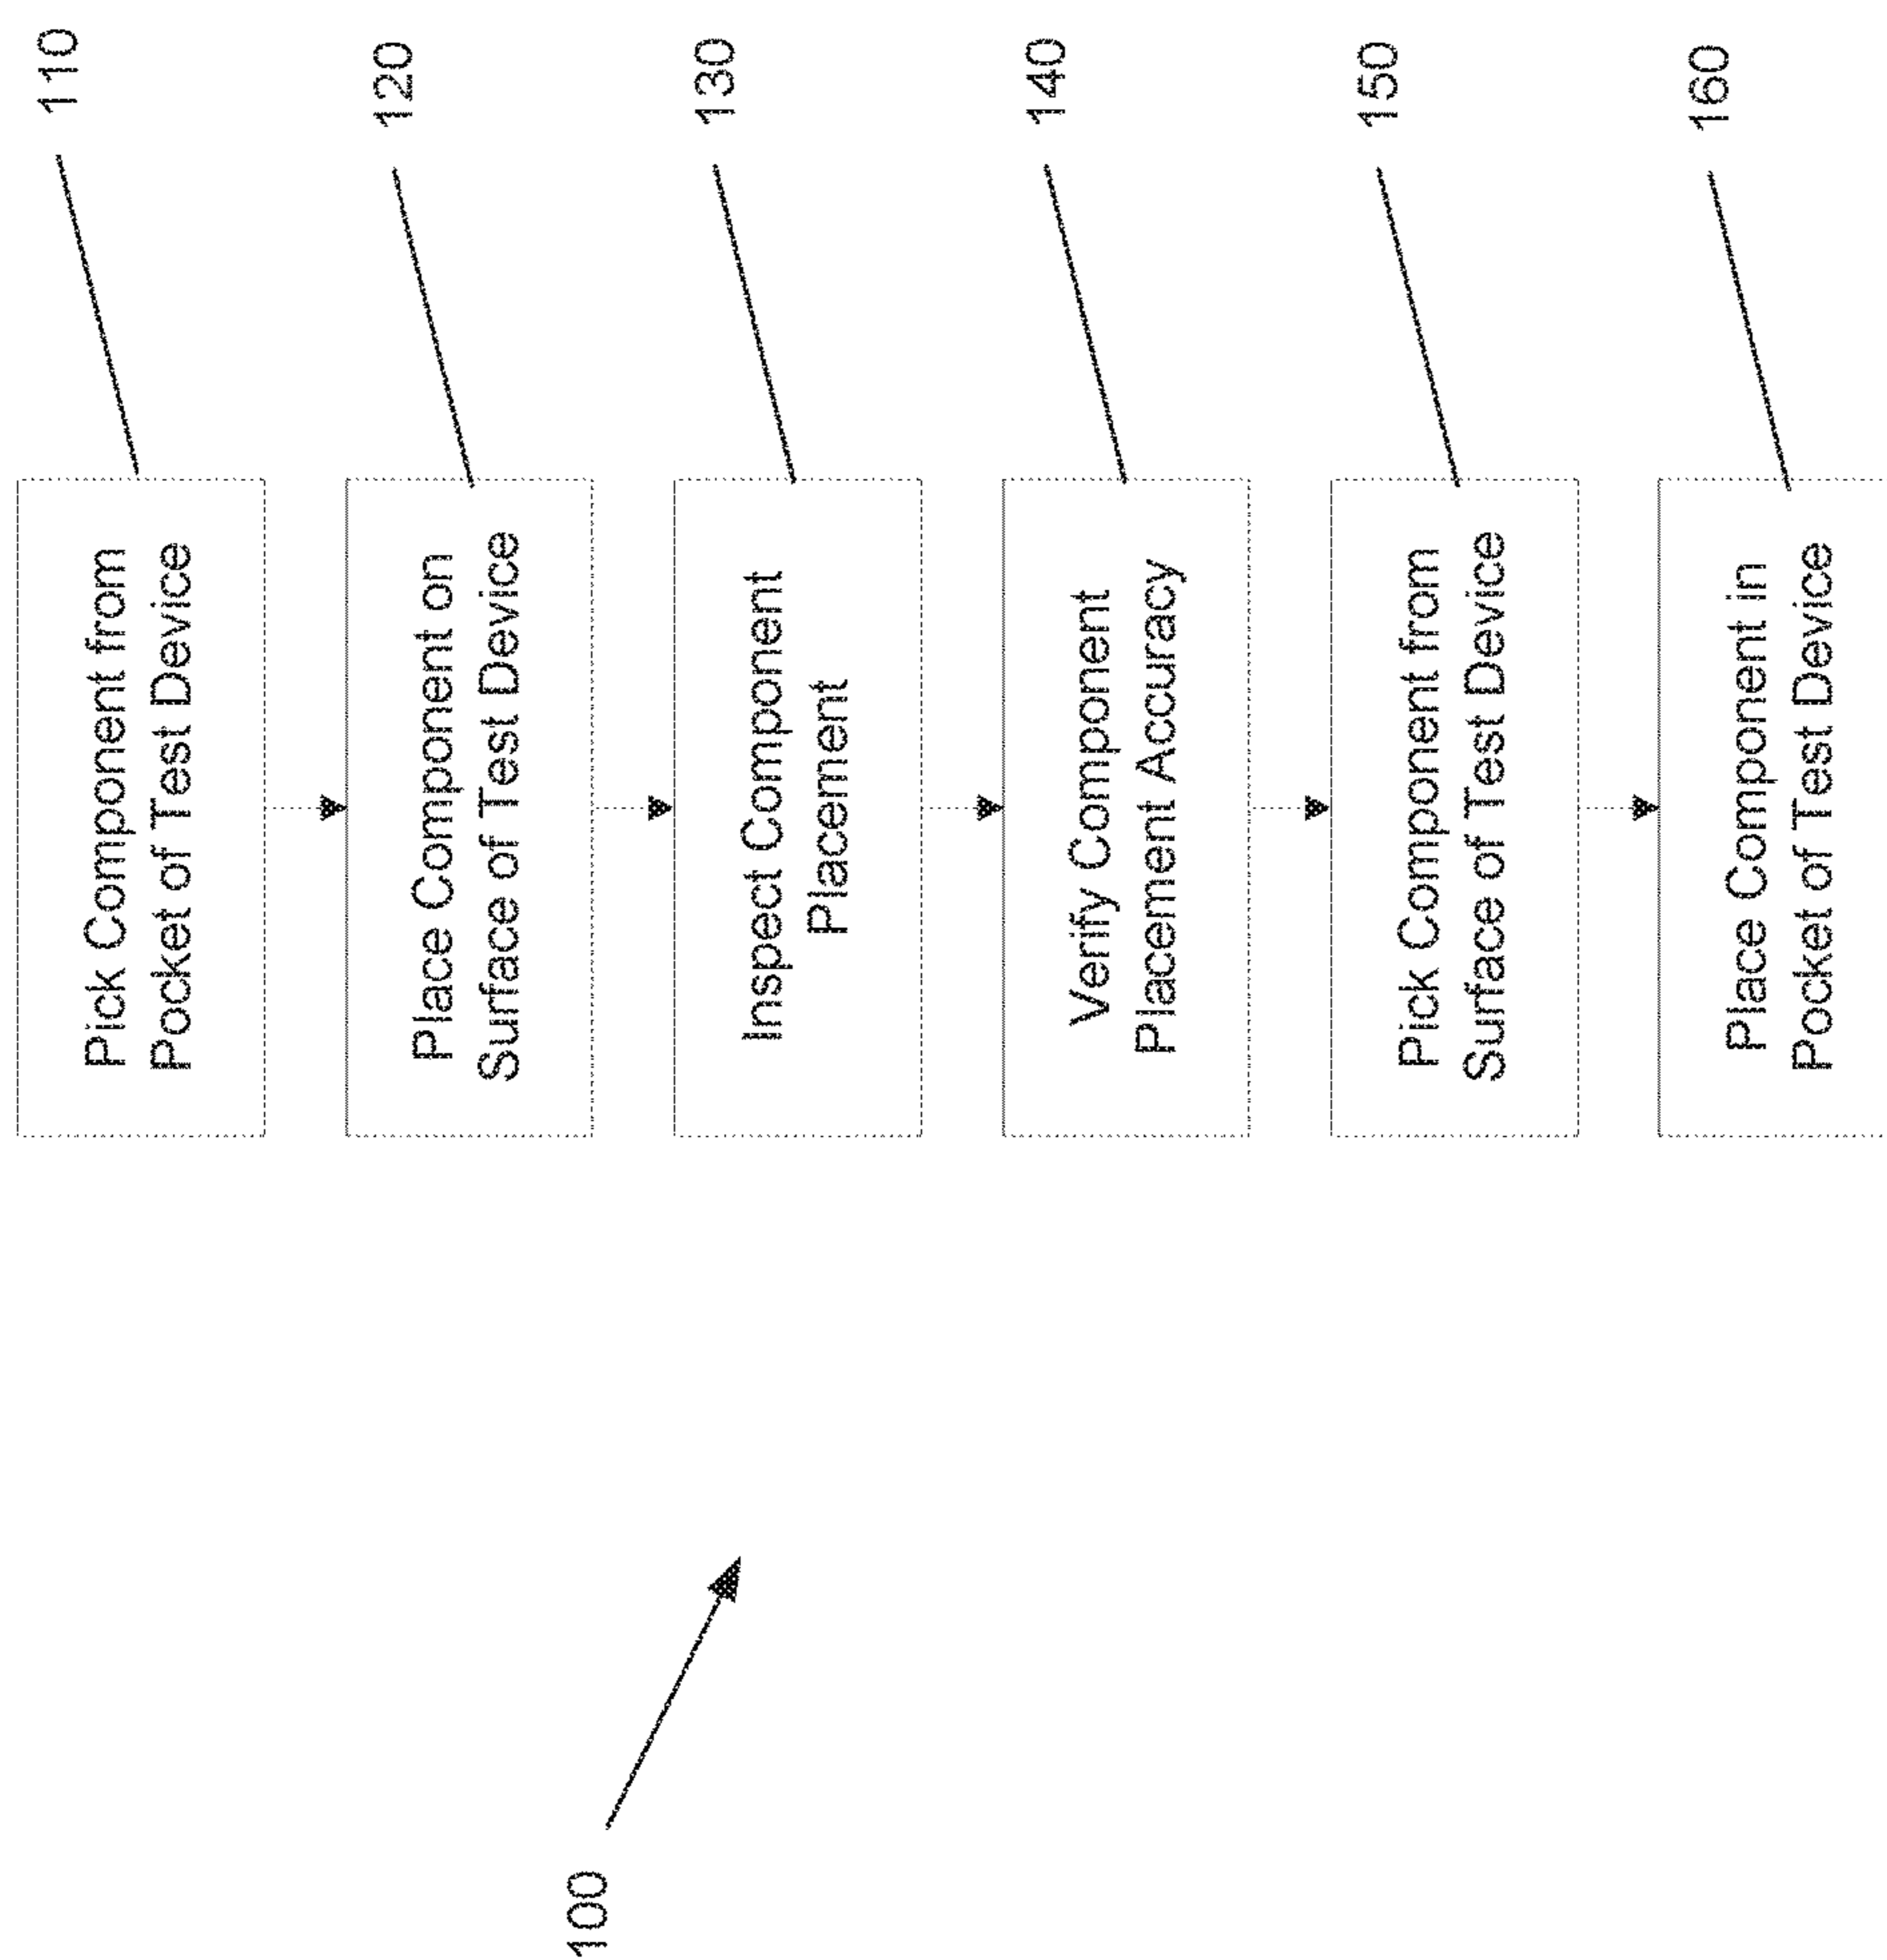 110
Pick Component from
Pocket of Test Device
120
Place Component on
Surface of Test Device
130
Inspect Component
Placement
140
Verify Component
Placement Accuracy
150
Pick Component from
Surface of Test Device
160
Place Component in
Pocket of Test Device
100